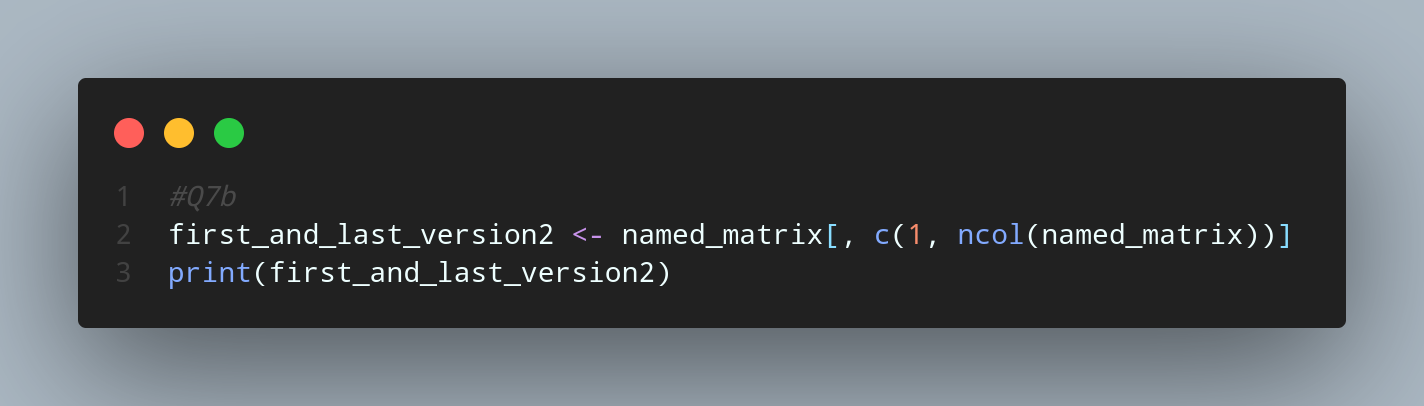 1 #Q7b
2 first_and_last_version2 <- named_matrix[, c(1, ncol(named_matrix))]
3 print(first_and_last_version2)